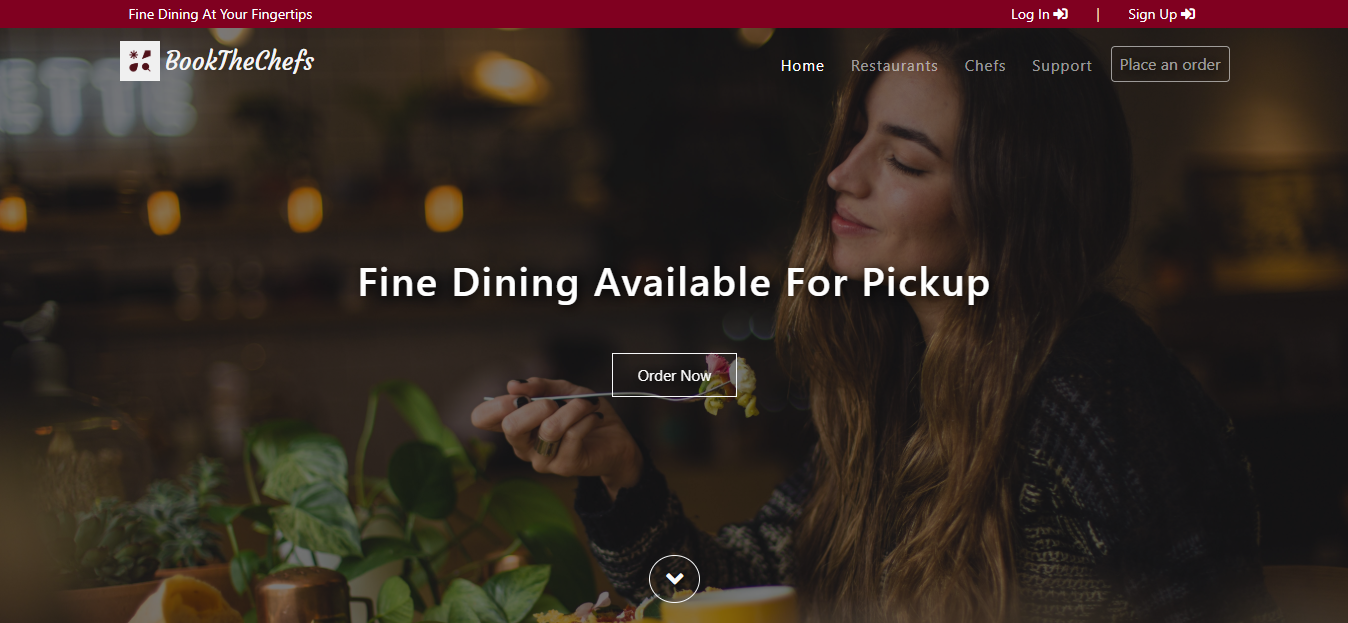 Fine Dining At Your Fingertips
Log In | Sign Up
BookTheChefs
Home Restaurants Chefs Support Place an order
ETTE
Fine Dining Available For Pickup
Order Now